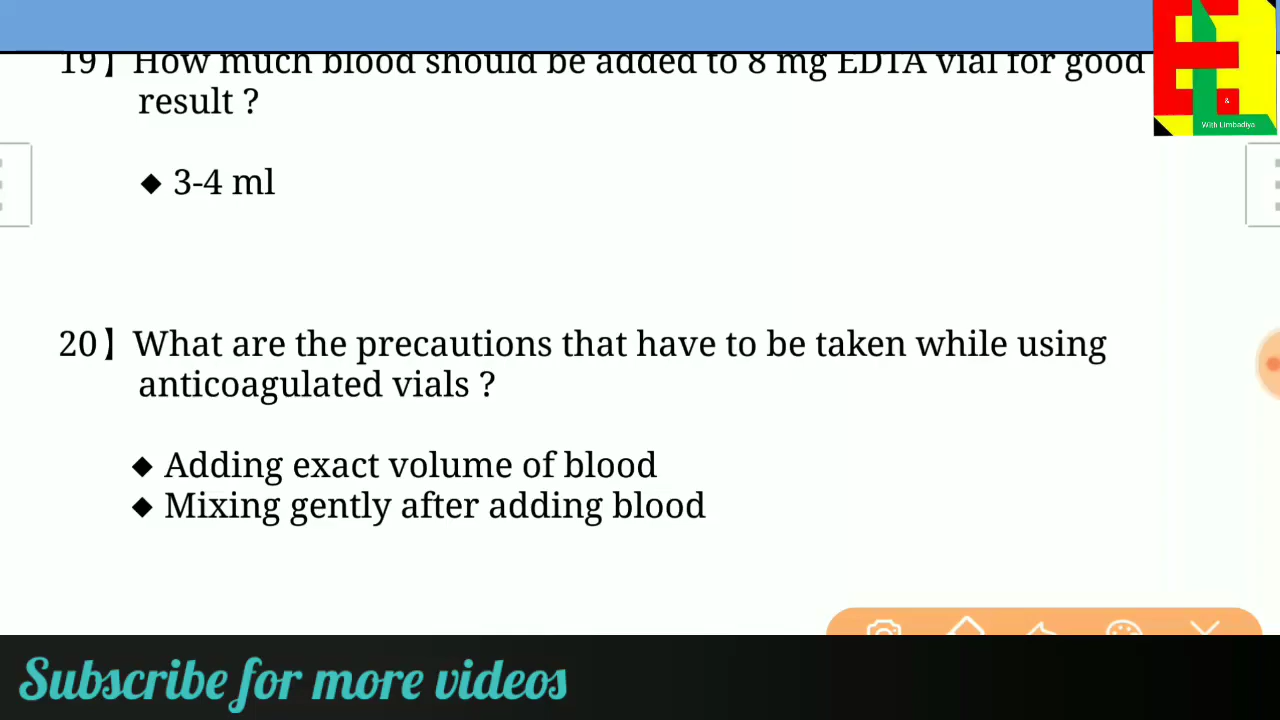 19】How much blood should be added to 8 mg EDTA vial for good
result ?
◆ 3-4 ml
20】What are the precautions that have to be taken while using
anticoagulated vials ?
◆ Adding exact volume of blood
◆ Mixing gently after adding blood
E
&
With Limbadiya
Subscribe for more videos